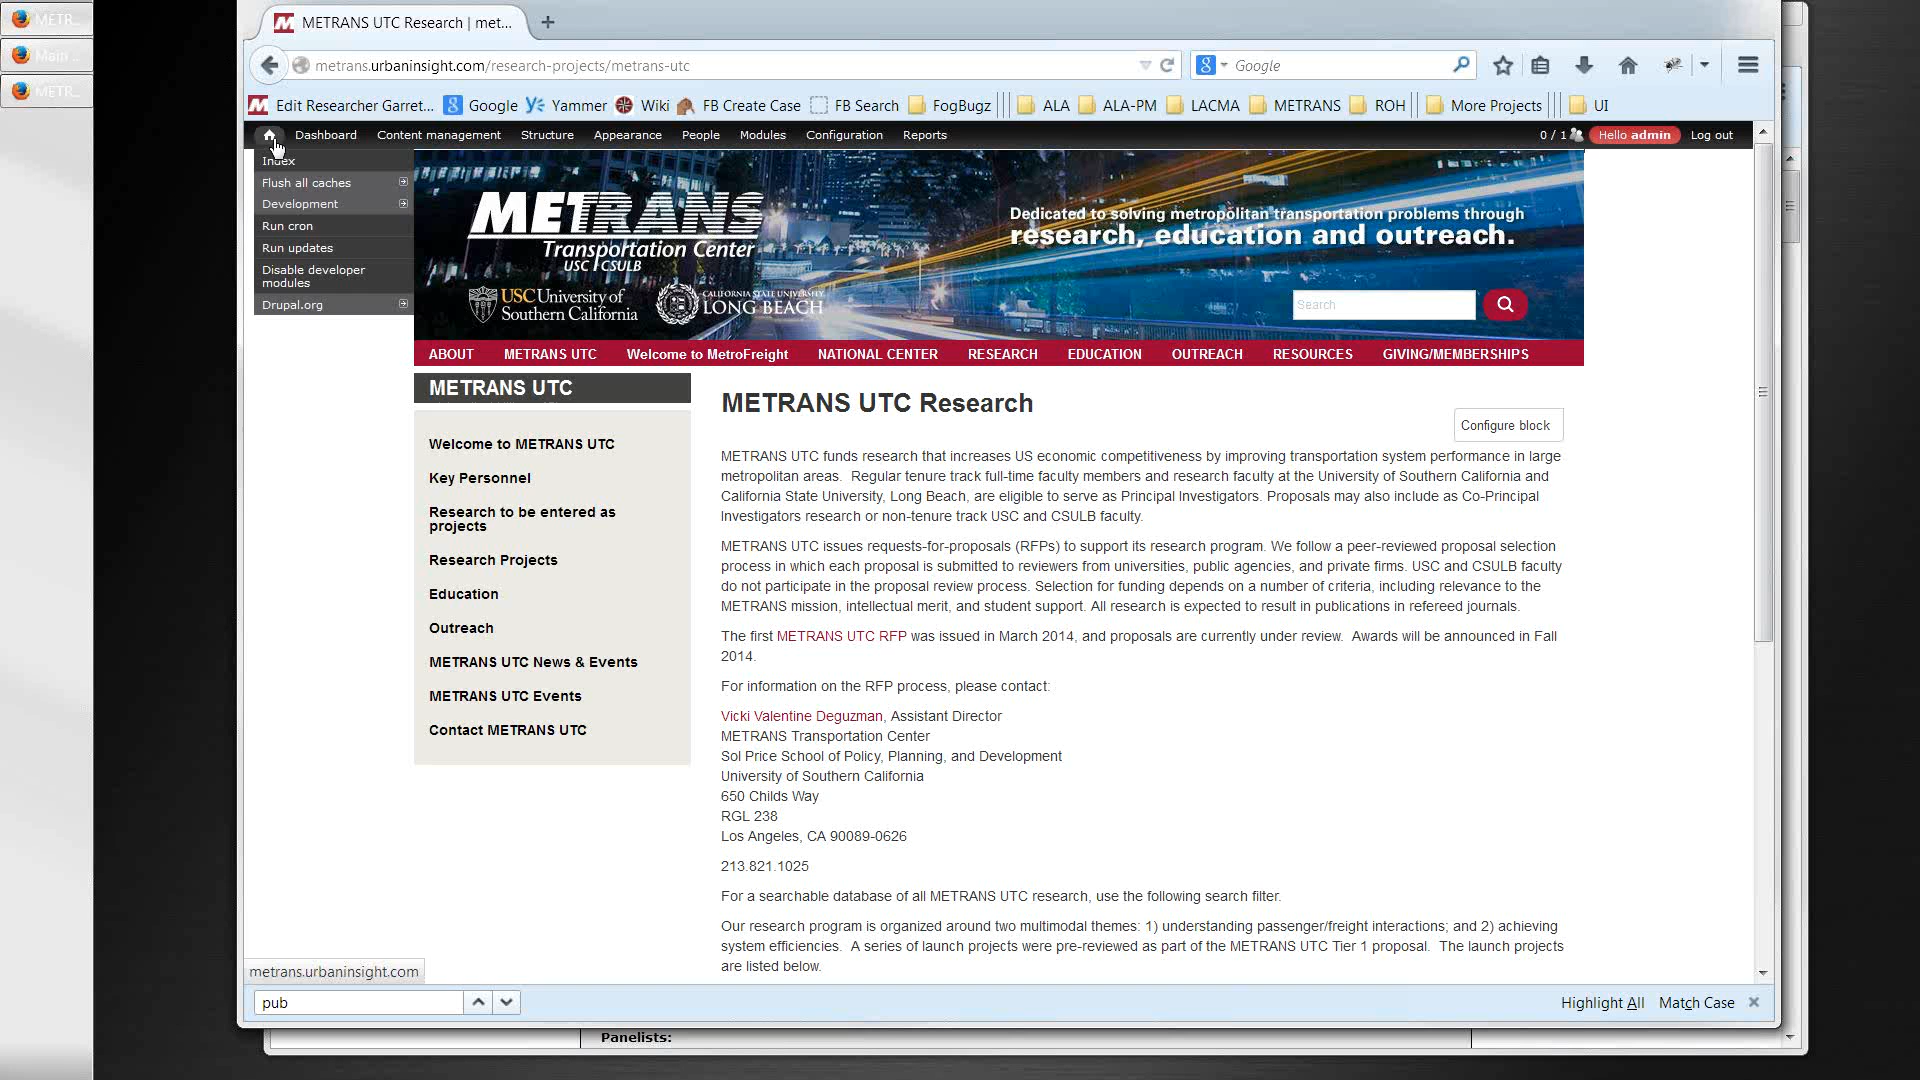 METR...
Main ...
METR...
METRANS UTC Research | met...
metrans.urbaninsight.com/research-projects/metrans-utc
Google
Edit Researcher Garret...
Google
Yammer
Wiki
FB Create Case
FB Search
FogBugz
ALA
ALA-PM
LACMA
METRANS
ROH
More Projects
UI
Dashboard
Content management
Structure
Appearance
People
Modules
Configuration
Reports
0 / 1
Hello admin
Log out
Index
Flush all caches
Development
Run cron
Run updates
Disable developer
modules
Drupal.org
METRANS
Transportation Center
USC | CSULB
USC University of
Southern California
CALIFORNIA STATE UNIVERSITY
LONG BEACH
Dedicated to solving metropolitan transportation problems through
research, education and outreach.
Search
ABOUT
METRANS UTC
Welcome to MetroFreight
NATIONAL CENTER
RESEARCH
EDUCATION
OUTREACH
RESOURCES
GIVING/MEMBERSHIPS
METRANS UTC
Welcome to METRANS UTC
Key Personnel
Research to be entered as
projects
Research Projects
Education
Outreach
METRANS UTC News & Events
METRANS UTC Events
Contact METRANS UTC
METRANS UTC Research
Configure block
METRANS UTC funds research that increases US economic competitiveness by improving transportation system performance in large
metropolitan areas.  Regular tenure track full-time faculty members and research faculty at the University of Southern California and
California State University, Long Beach, are eligible to serve as Principal Investigators. Proposals may also include as Co-Principal
Investigators research or non-tenure track USC and CSULB faculty.
METRANS UTC issues requests-for-proposals (RFPs) to support its research program. We follow a peer-reviewed proposal selection
process in which each proposal is submitted to reviewers from universities, public agencies, and private firms. USC and CSULB faculty
do not participate in the proposal review process. Selection for funding depends on a number of criteria, including relevance to the
METRANS mission, intellectual merit, and student support. All research is expected to result in publications in refereed journals.
The first METRANS UTC RFP was issued in March 2014, and proposals are currently under review.  Awards will be announced in Fall
2014.
For information on the RFP process, please contact:
Vicki Valentine Deguzman, Assistant Director
METRANS Transportation Center
Sol Price School of Policy, Planning, and Development
University of Southern California
650 Childs Way
RGL 238
Los Angeles, CA 90089-0626
213.821.1025
For a searchable database of all METRANS UTC research, use the following search filter.
Our research program is organized around two multimodal themes: 1) understanding passenger/freight interactions; and 2) achieving
system efficiencies.  A series of launch projects were pre-reviewed as part of the METRANS UTC Tier 1 proposal.  The launch projects
are listed below.
metrans.urbaninsight.com
pub
Highlight All
Match Case
Panelists: